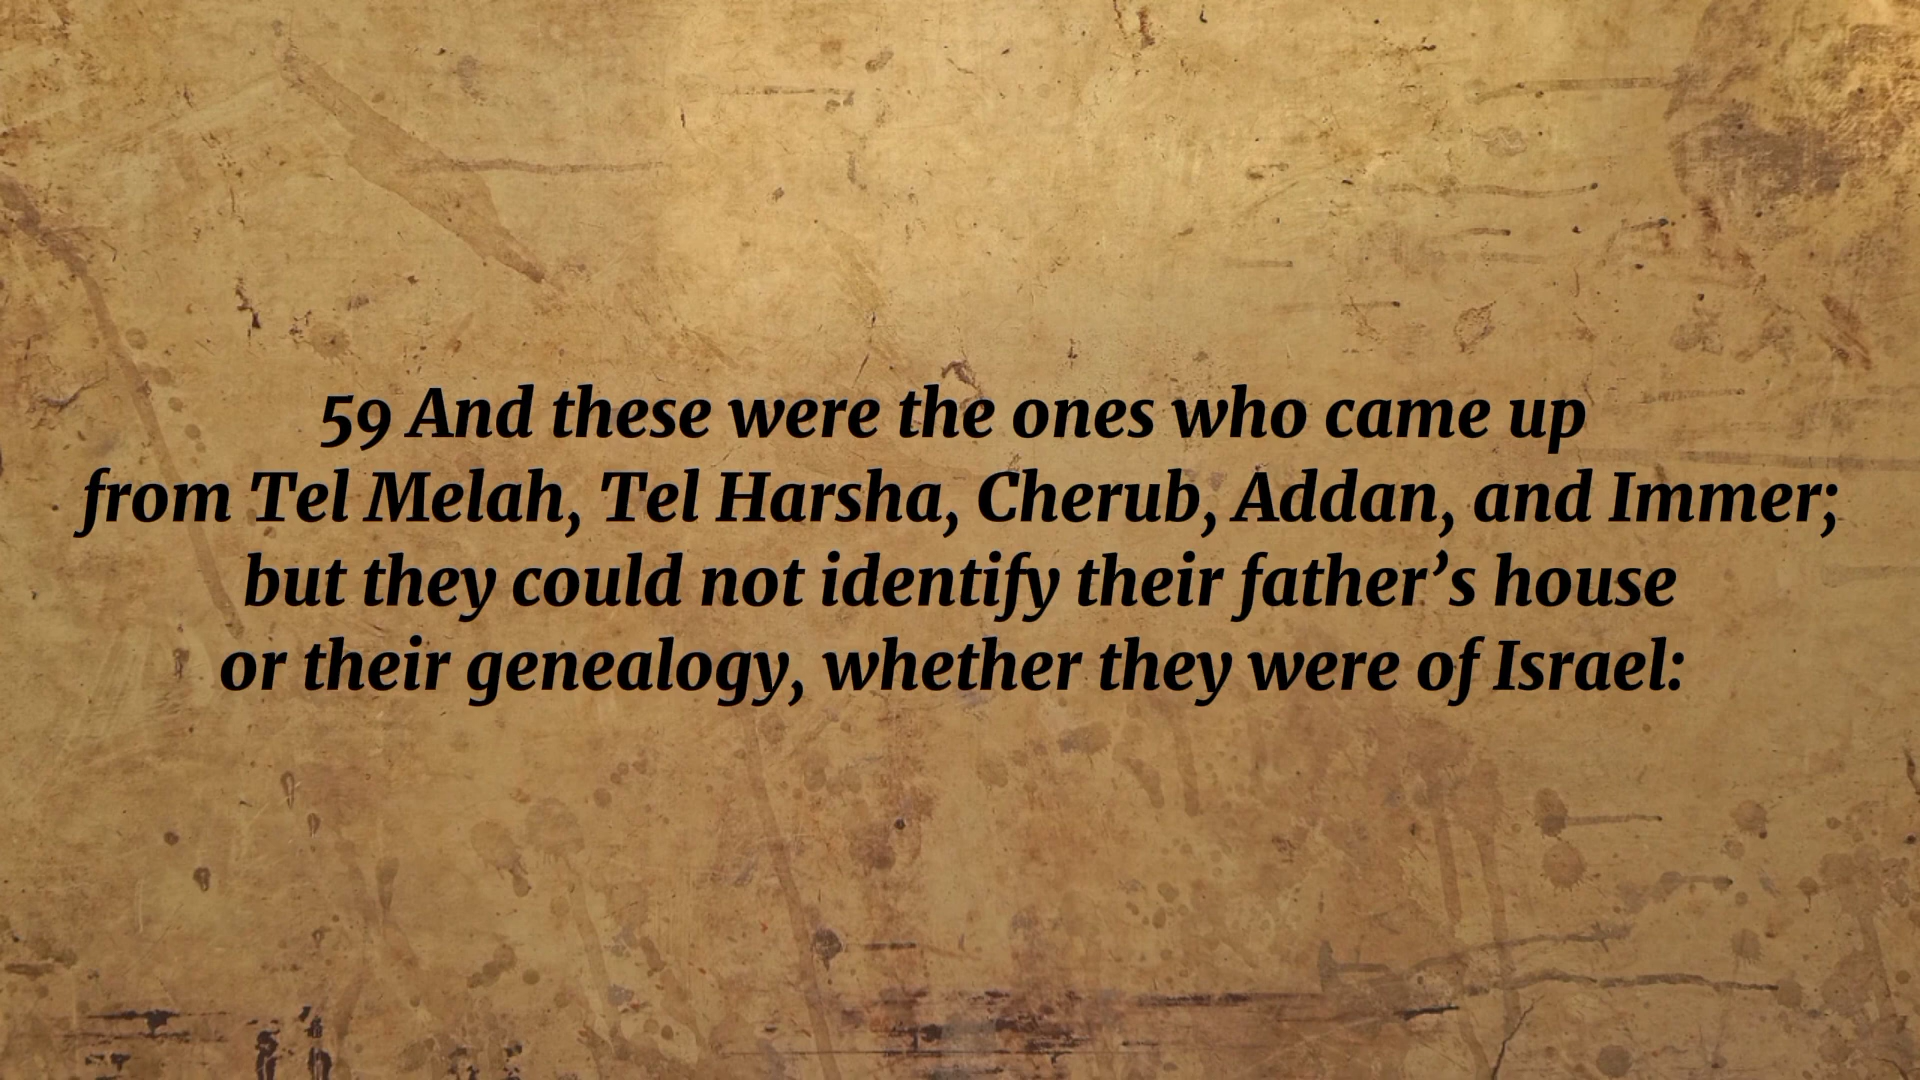 59 And these were the ones who came up
from Tel Melah, Tel Harsha, Cherub, Addan, and Immer;
but they could not identify their father’s house
or their genealogy, whether they were of Israel: